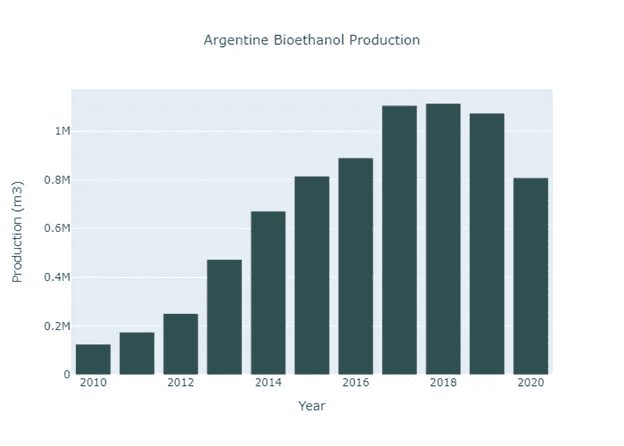 Argentine Bioethanol Production
1M
0.8M
0.6M
0.4M
0.2M
0
Production (m3)
2010 2012 2014 2016 2018 2020
Year